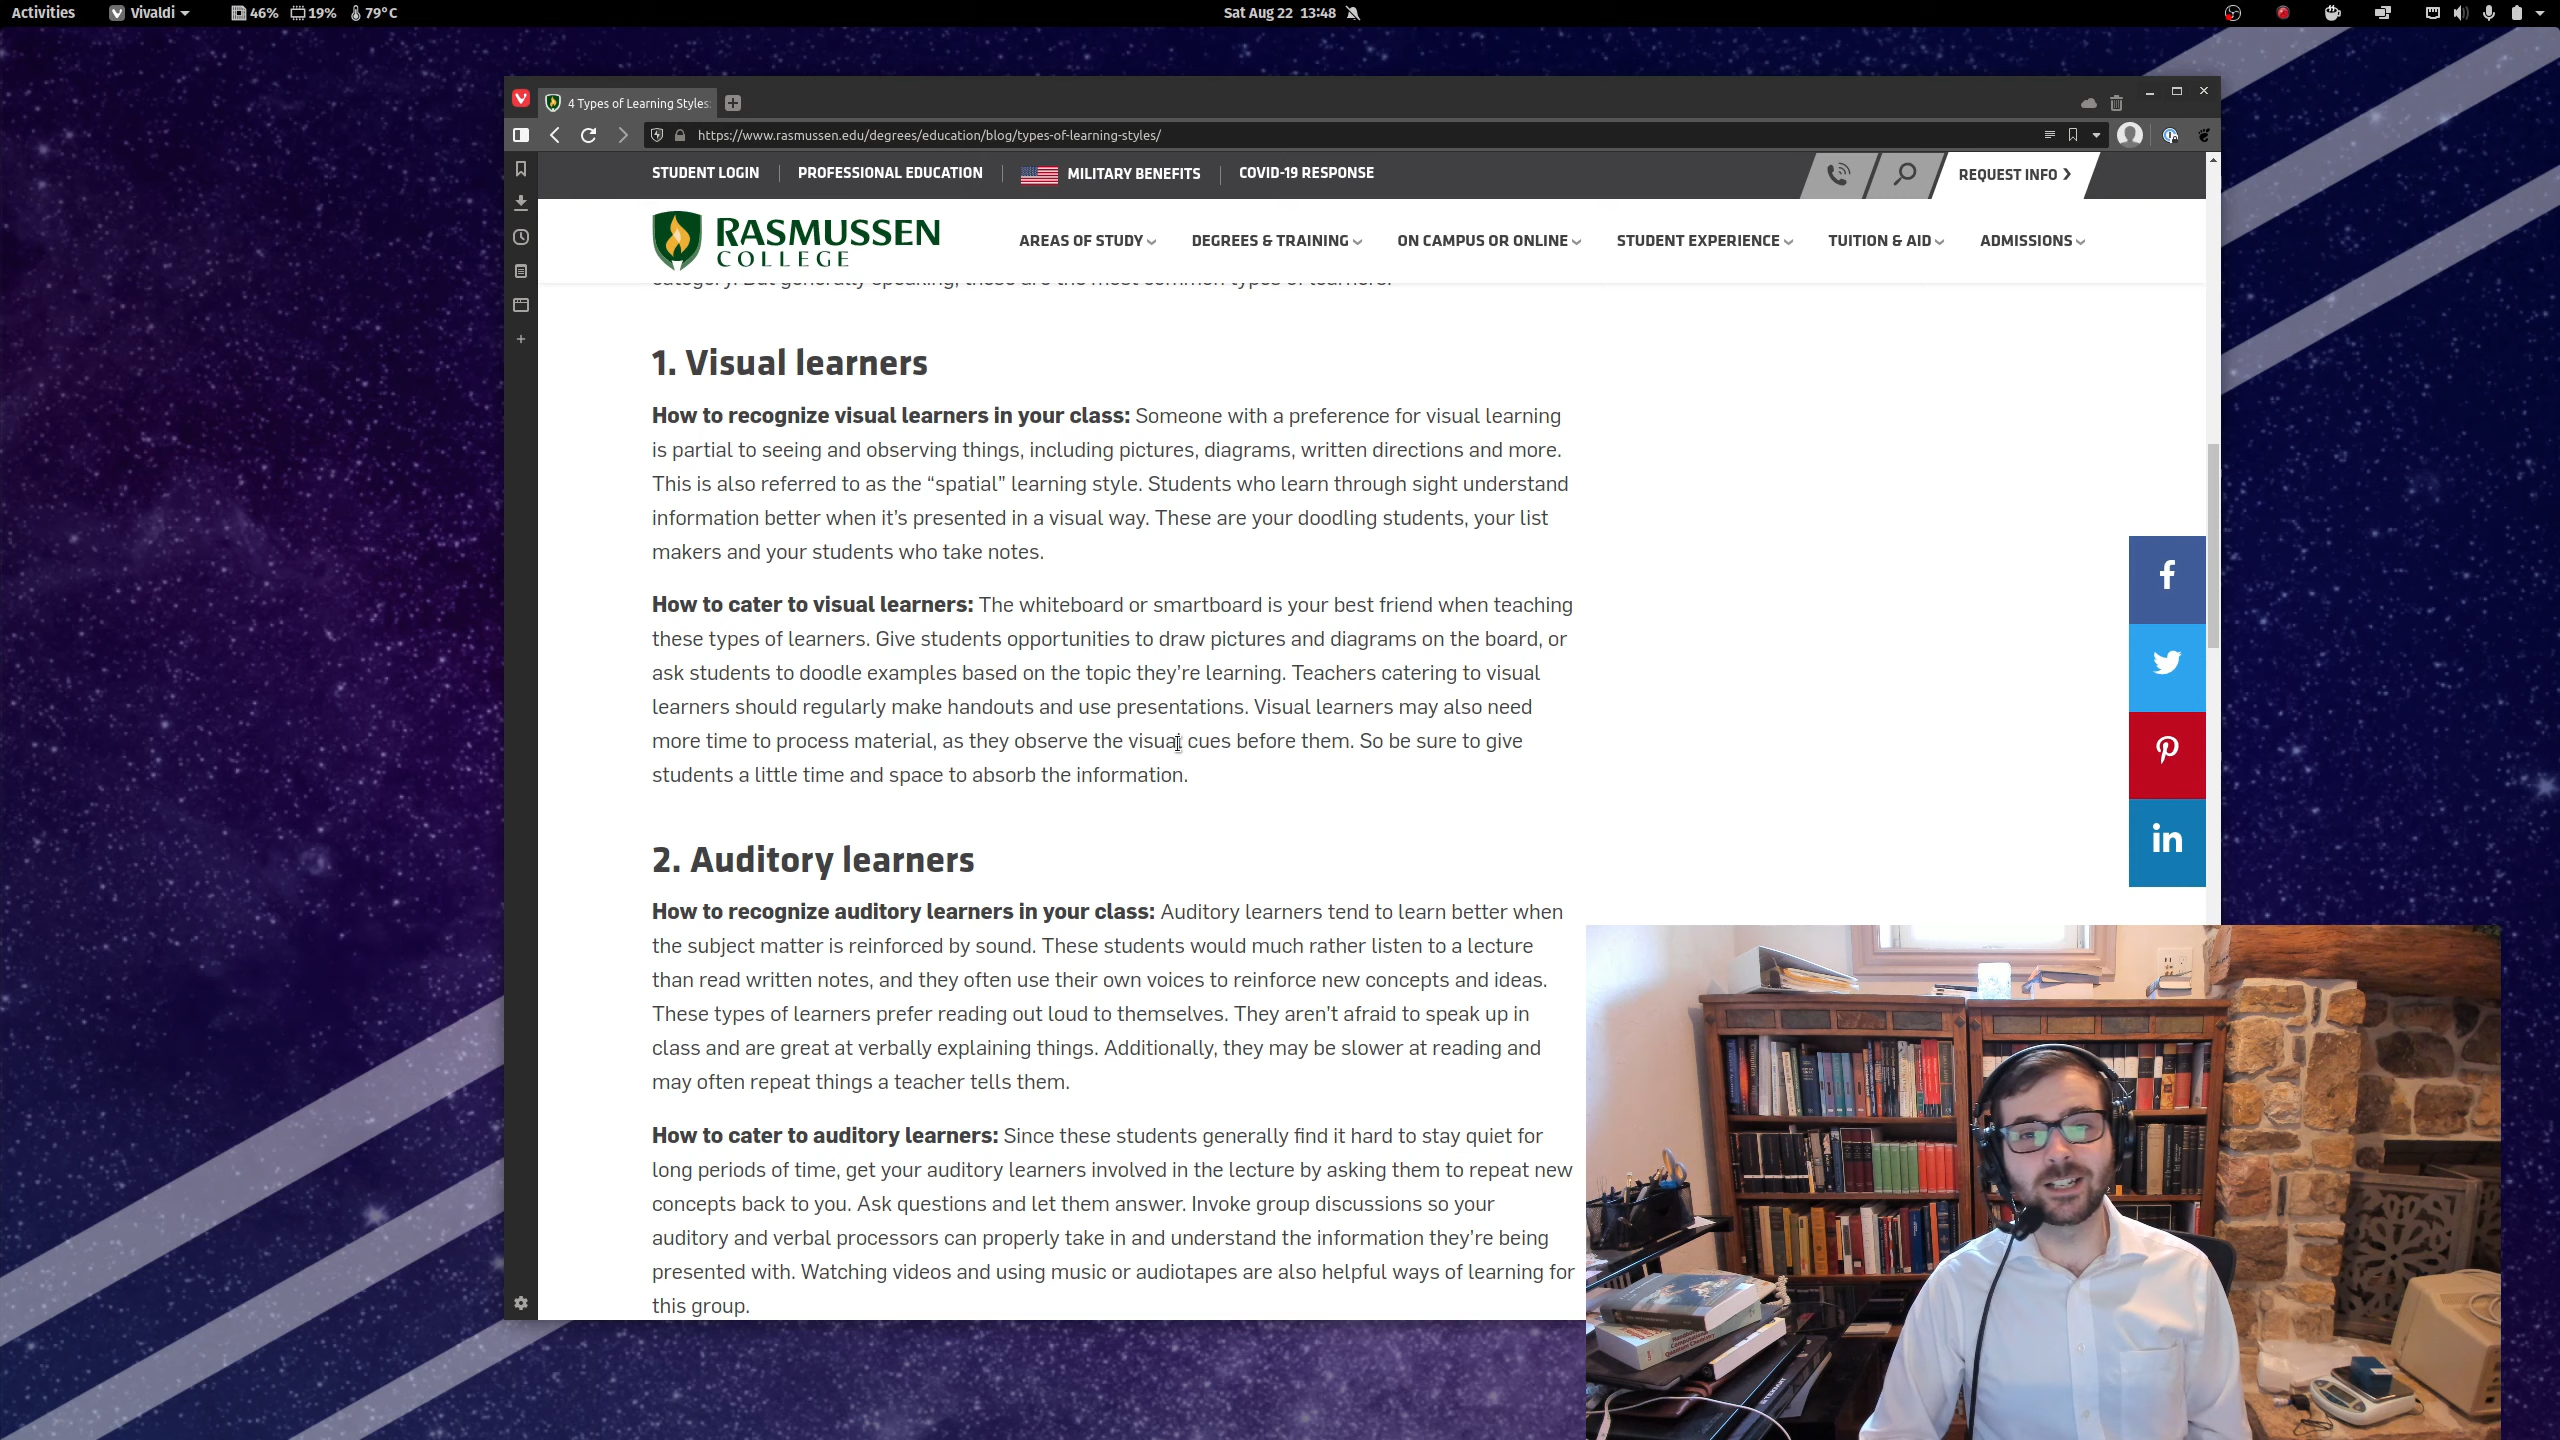 Activities
Vivaldi
46% 19% 79°C
Sat Aug 22 13:48
4 Types of Learning Styles:
https://www.rasmussen.edu/degrees/education/blog/types-of-learning-styles/
STUDENT LOGIN
PROFESSIONAL EDUCATION
MILITARY BENEFITS
COVID-19 RESPONSE
REQUEST INFO
RASMUSSEN
COLLEGE
AREAS OF STUDY
DEGREES & TRAINING
ON CAMPUS OR ONLINE
STUDENT EXPERIENCE
TUITION & AID
ADMISSIONS
category. But generally speaking, these are the most common types of learners.
1. Visual learners
How to recognize visual learners in your class: Someone with a preference for visual learning
is partial to seeing and observing things, including pictures, diagrams, written directions and more.
This is also referred to as the “spatial” learning style. Students who learn through sight understand
information better when it’s presented in a visual way. These are your doodling students, your list
makers and your students who take notes.
How to cater to visual learners: The whiteboard or smartboard is your best friend when teaching
these types of learners. Give students opportunities to draw pictures and diagrams on the board, or
ask students to doodle examples based on the topic they’re learning. Teachers catering to visual
learners should regularly make handouts and use presentations. Visual learners may also need
more time to process material, as they observe the visual cues before them. So be sure to give
students a little time and space to absorb the information.
2. Auditory learners
How to recognize auditory learners in your class: Auditory learners tend to learn better when
the subject matter is reinforced by sound. These students would much rather listen to a lecture
than read written notes, and they often use their own voices to reinforce new concepts and ideas.
These types of learners prefer reading out loud to themselves. They aren’t afraid to speak up in
class and are great at verbally explaining things. Additionally, they may be slower at reading and
may often repeat things a teacher tells them.
How to cater to auditory learners: Since these students generally find it hard to stay quiet for
long periods of time, get your auditory learners involved in the lecture by asking them to repeat new
concepts back to you. Ask questions and let them answer. Invoke group discussions so your
auditory and verbal processors can properly take in and understand the information they’re being
presented with. Watching videos and using music or audiotapes are also helpful ways of learning for
this group.